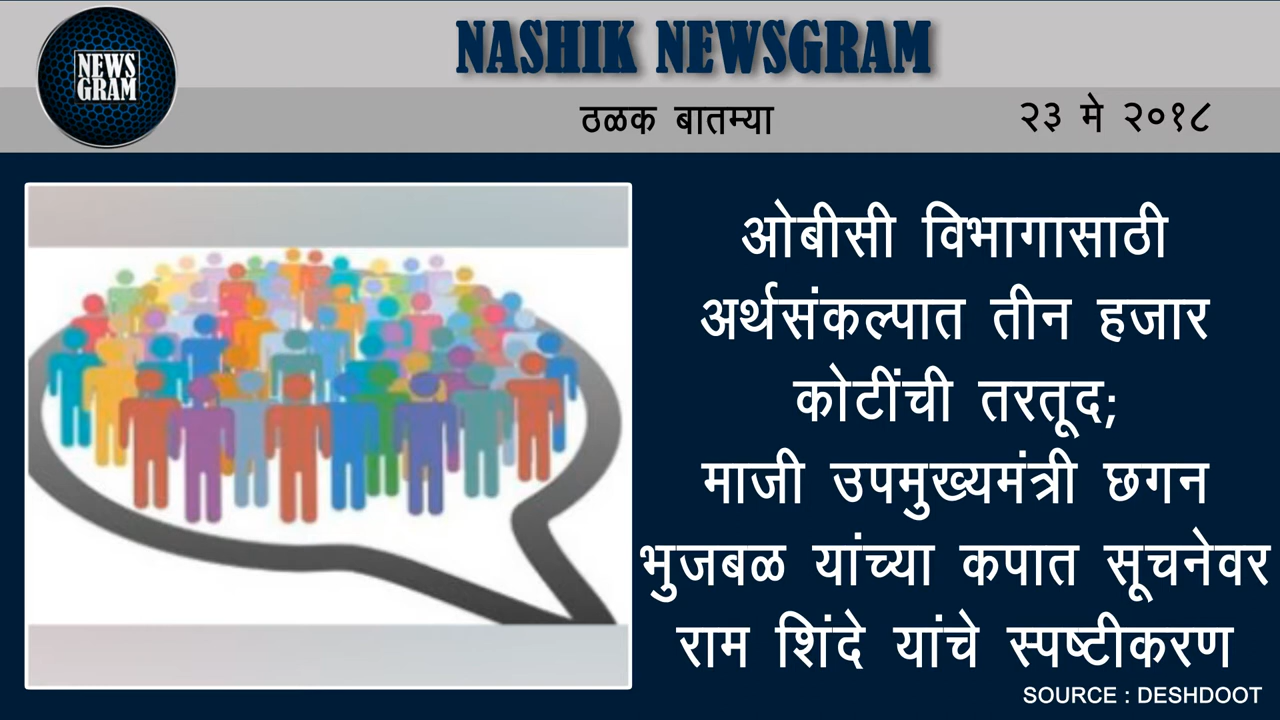 NEWS
GRAM
NASHIK NEWSGRAM
ठळक बातम्या
२३ मे २०१८
ओबीसी विभागासाठी
अर्थसंकल्पात तीन हजार
कोटींची तरतूद;
माजी उपमुख्यमंत्री छगन
भुजबळ यांच्या कपात सूचनेवर
राम शिंदे यांचे स्पष्टीकरण
SOURCE : DESHDOOT